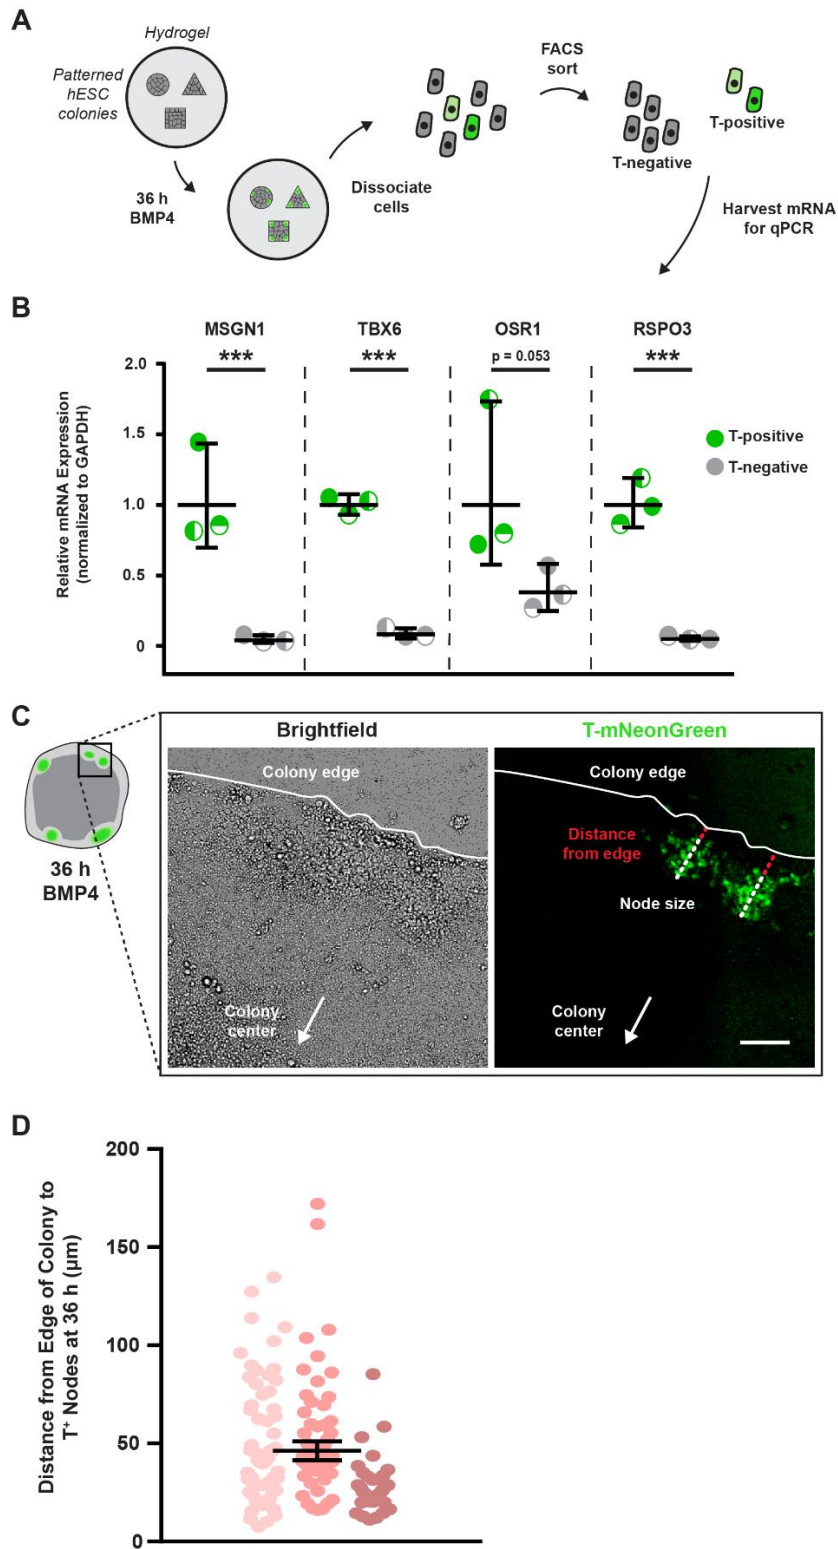 A
Hydrogel
Patterned
hESC
colonies
36 h
BMP4
Dissociate
cells
FACS
sort
T-negative
T-positive
Harvest mRNA
for qPCR
B
MSGN1
TBX6
OSR1
RSPO3
***
***
p = 0.053
***
Relative mRNA Expression
(normalized to GAPDH)
2.0
1.5
1.0
0.5
0
T-positive
T-negative
C
36 h
BMP4
Brightfield
T-mNeonGreen
Colony edge
Colony
center
Colony edge
Distance
from edge
Node size
Colony
center
D
Distance from Edge of Colony to
T⁺ Nodes at 36 h (µm)
200
150
100
50
0